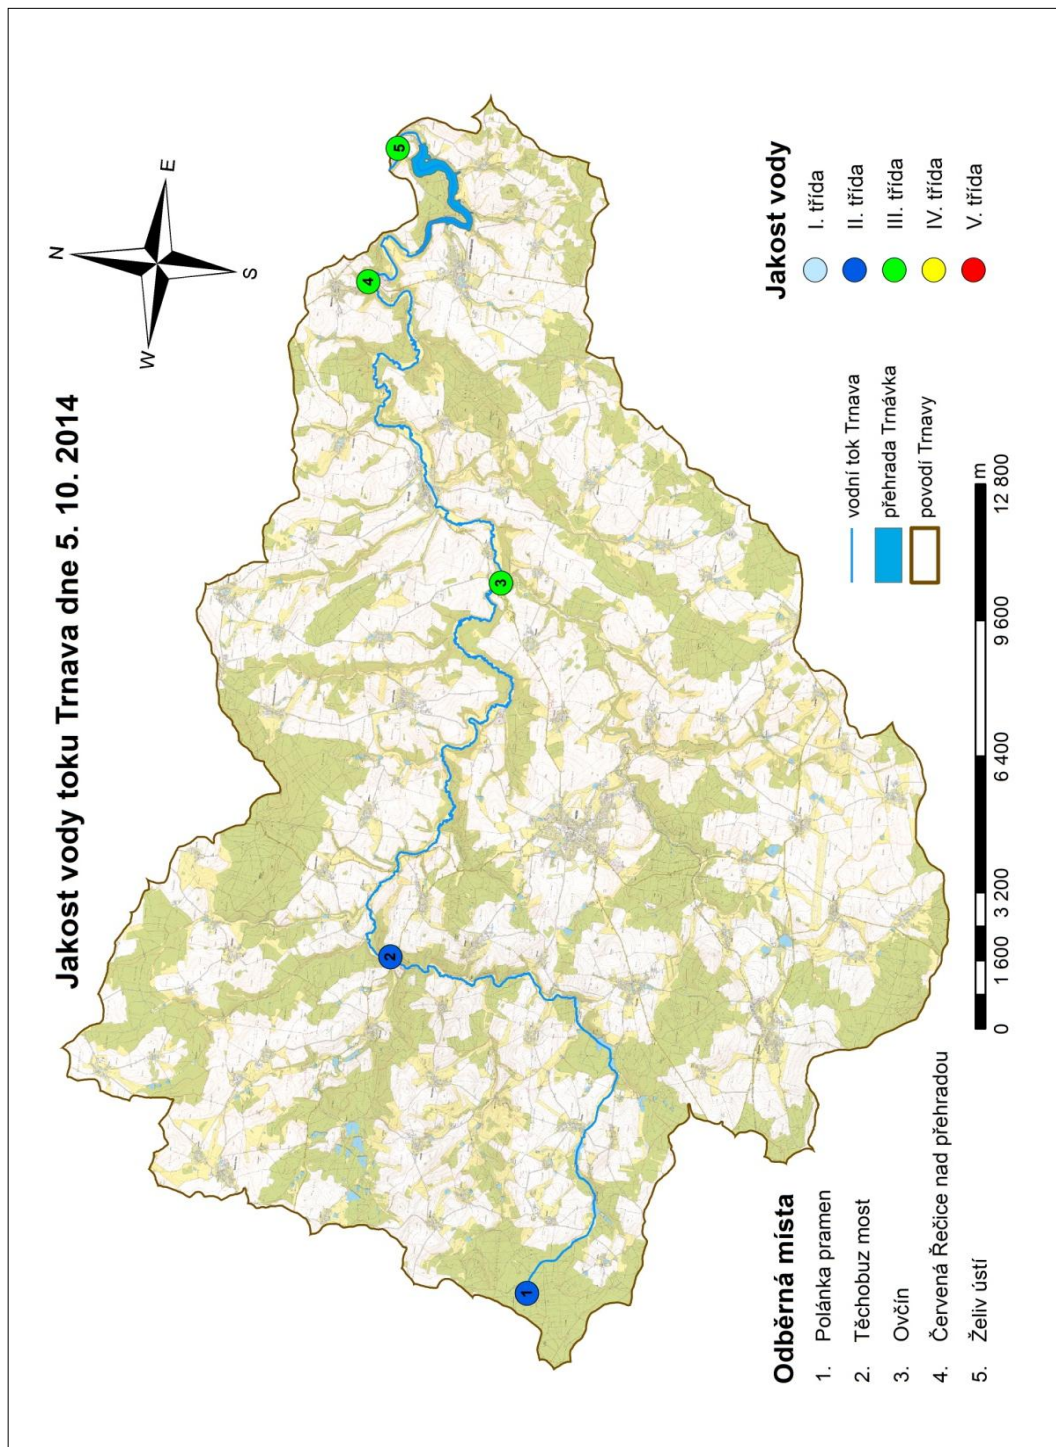 Jakost vody toku Trnava dne 5. 10. 2014
N
W
E
S
1
2
3
4
5
Odběrná místa
1. Polánka pramen
2. Těchobuz most
3. Ovčín
4. Červená Řečice nad přehradou
5. Želiv ústí
vodní tok Trnava
přehrada Trnávka
povodí Trnavy
0 1 600 3 200 6 400 9 600 12 800
m
Jakost vody
I. třída
II. třída
III. třída
IV. třída
V. třída